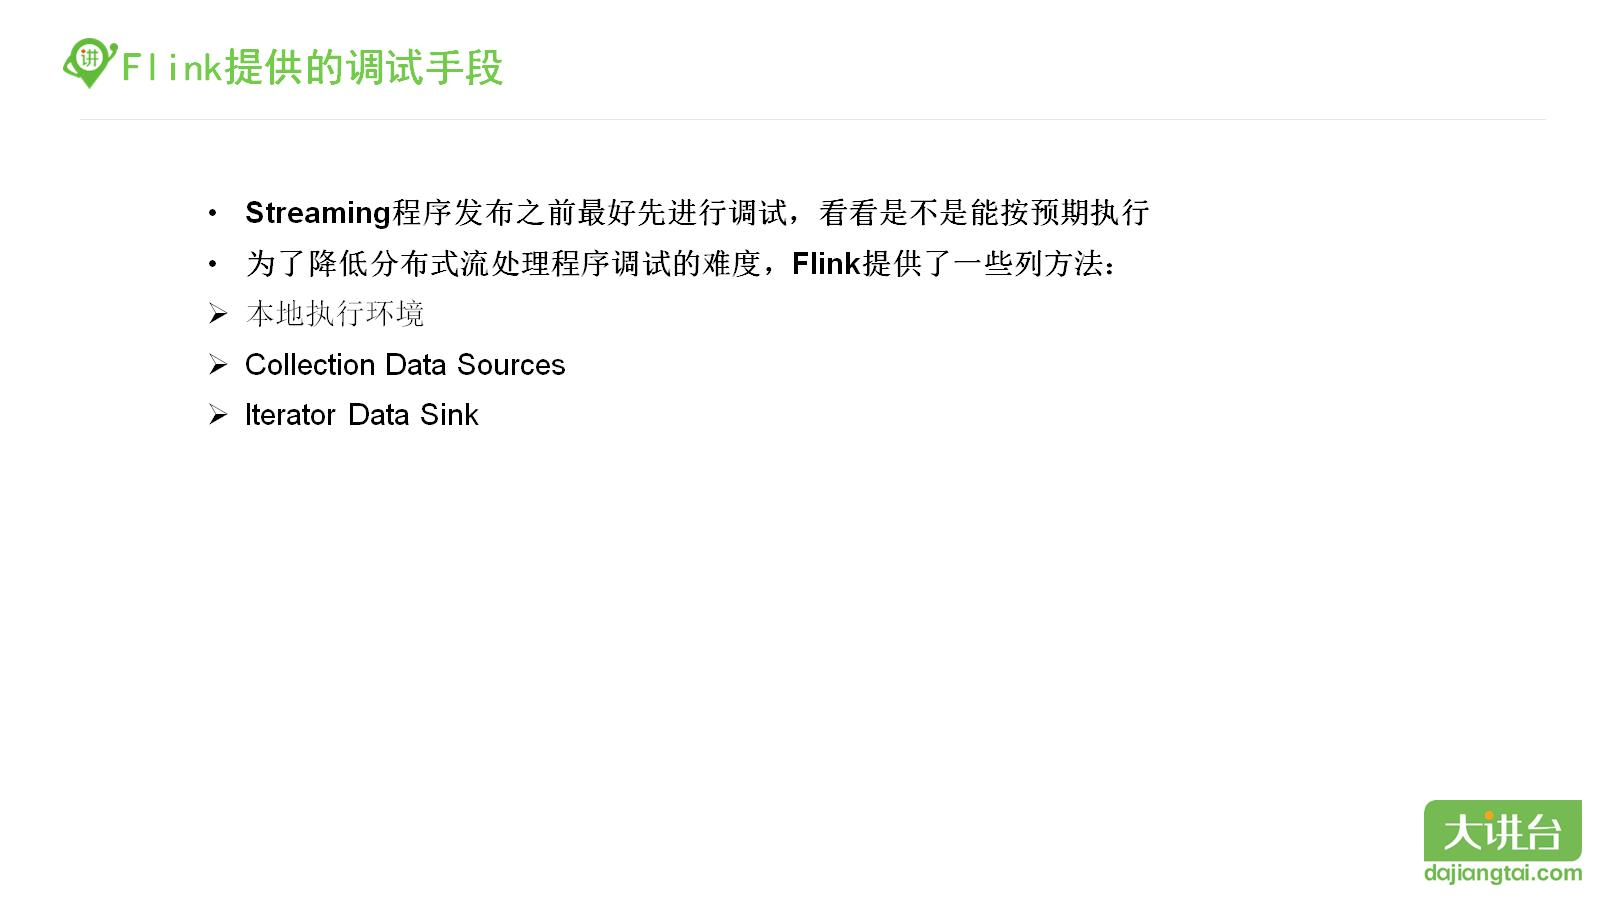 讲
Flink提供的调试手段
• Streaming程序发布之前最好先进行调试，看看是不是能按预期执行
• 为了降低分布式流处理程序调试的难度，Flink提供了一些列方法：
➢ 本地执行环境
➢ Collection Data Sources
➢ Iterator Data Sink
大讲台
dajiangtai.com